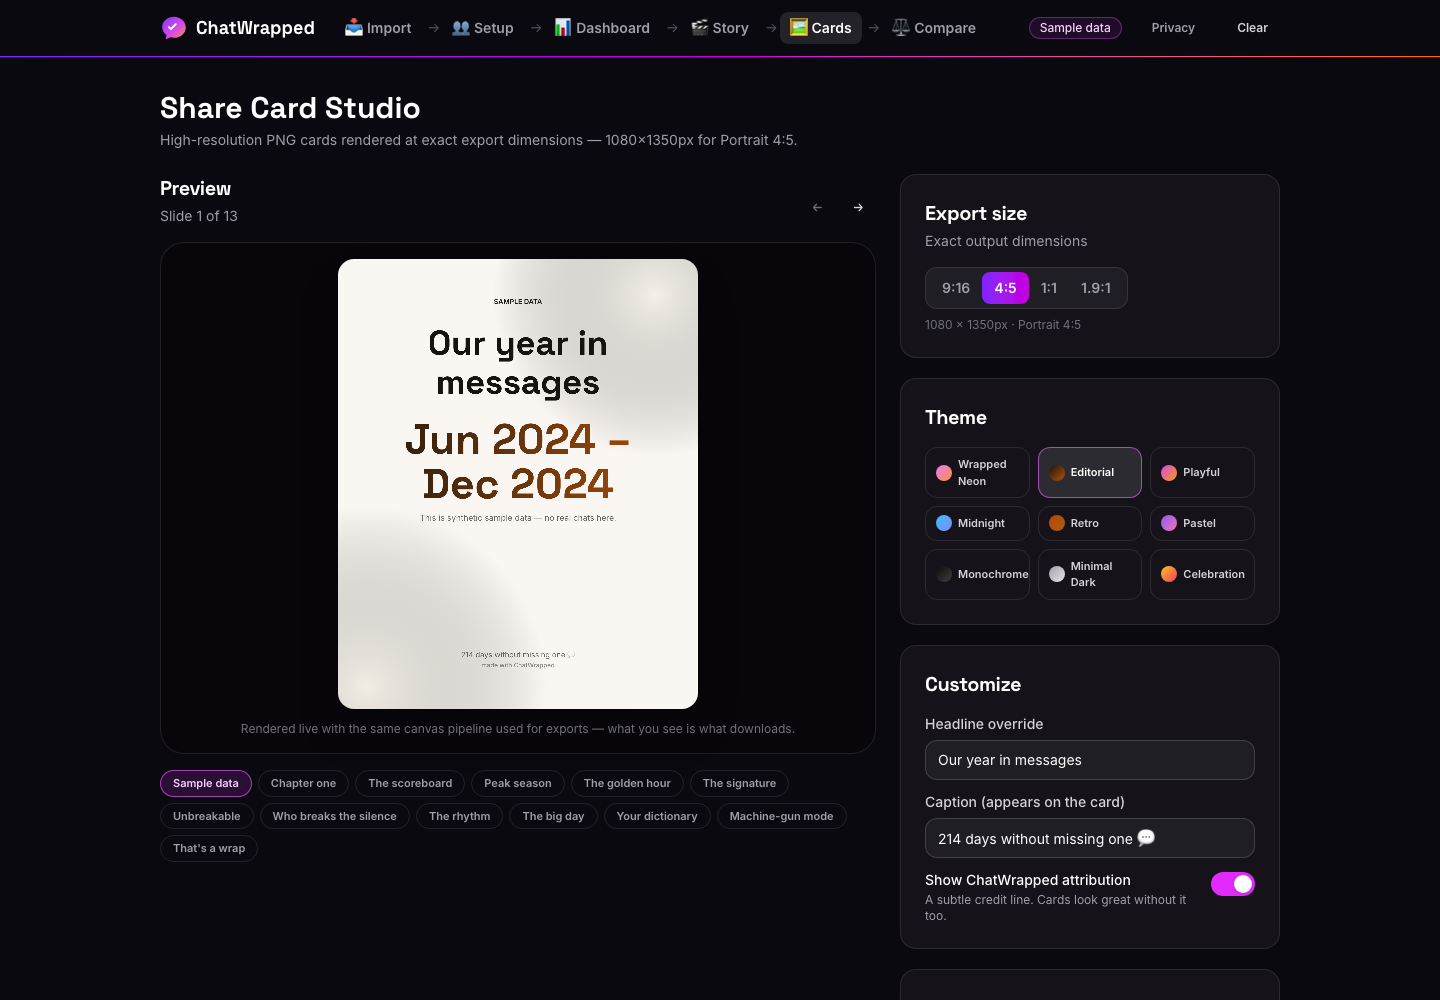 ChatWrapped
📥 Import → 👥 Setup → 📊 Dashboard → 🎬 Story → 🖼️ Cards → ⚖️ Compare
Sample data Privacy Clear
Share Card Studio
High-resolution PNG cards rendered at exact export dimensions — 1080×1350px for Portrait 4:5.
Preview
Slide 1 of 13
← →
SAMPLE DATA
Our year in
messages
Jun 2024 –
Dec 2024
This is synthetic sample data — no real chats here.
214 days without missing one 💬
made with ChatWrapped
Rendered live with the same canvas pipeline used for exports — what you see is what downloads.
Sample data Chapter one The scoreboard Peak season The golden hour The signature
Unbreakable Who breaks the silence The rhythm The big day Your dictionary Machine-gun mode
That's a wrap
Export size
Exact output dimensions
9:16 4:5 1:1 1.9:1
1080 × 1350px · Portrait 4:5
Theme
Wrapped
Neon
Editorial
Playful
Midnight
Retro
Pastel
Monochrome
Minimal
Dark
Celebration
Customize
Headline override
Our year in messages
Caption (appears on the card)
214 days without missing one 💬
Show ChatWrapped attribution
A subtle credit line. Cards look great without it
too.